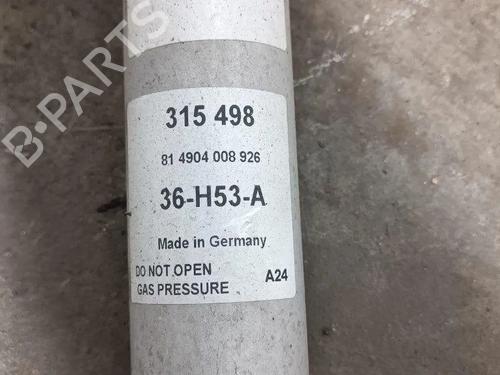 B-PARTS
315 498
81 4904 008 926
36-H53-A
Made in Germany
DO NOT OPEN
GAS PRESSURE A24